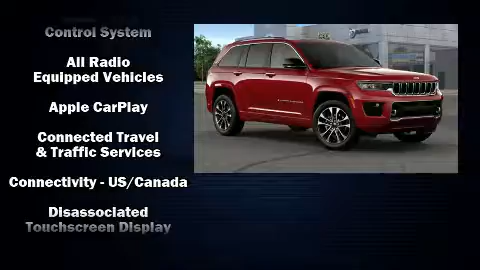 Control System
All Radio
Equipped Vehicles
Apple CarPlay
Connected Travel
& Traffic Services
Connectivity - US/Canada
Disassociated
Touchscreen Display